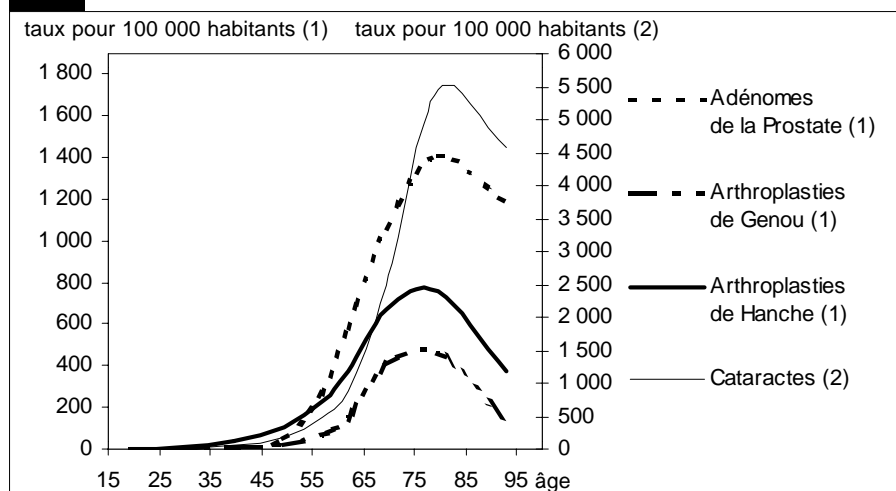 taux pour 100 000 habitants (1) taux pour 100 000 habitants (2)
6 000
1 800
5 500
1 600
5 000
4 500
1 400
4 000
1 200
3 500
1 000
3 000
800
2 500
600
2 000
1 500
400
1 000
200
500
0
0
15 25 35 45 55 65 75 85 95 âge
Adénomes
de la Prostate (1)
Arthroplasties
de Genou (1)
Arthroplasties
de Hanche (1)
Cataractes (2)